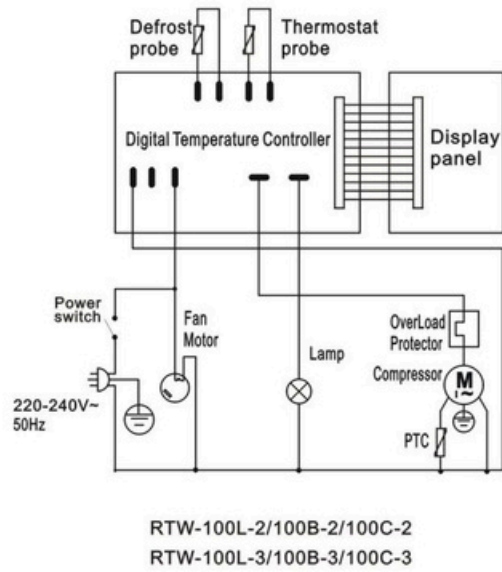 Defrost
probe
Thermostat
probe
Digital Temperature Controller
Display
panel
Power
switch
Fan
Motor
Lamp
OverLoad
Protector
Compressor
M
1~
PTC
220-240V~
50Hz
RTW-100L-2/100B-2/100C-2
RTW-100L-3/100B-3/100C-3